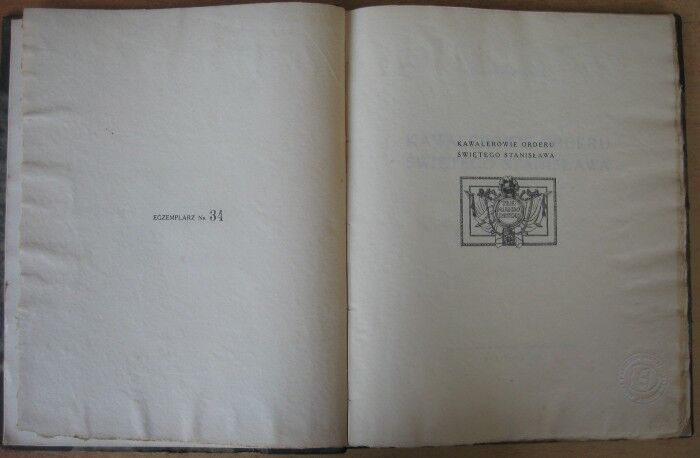 EGZEMPLARZ Nr. 34
KAWALEROWIE ORDERU
ŚWIĘTEGO STANISŁAWA